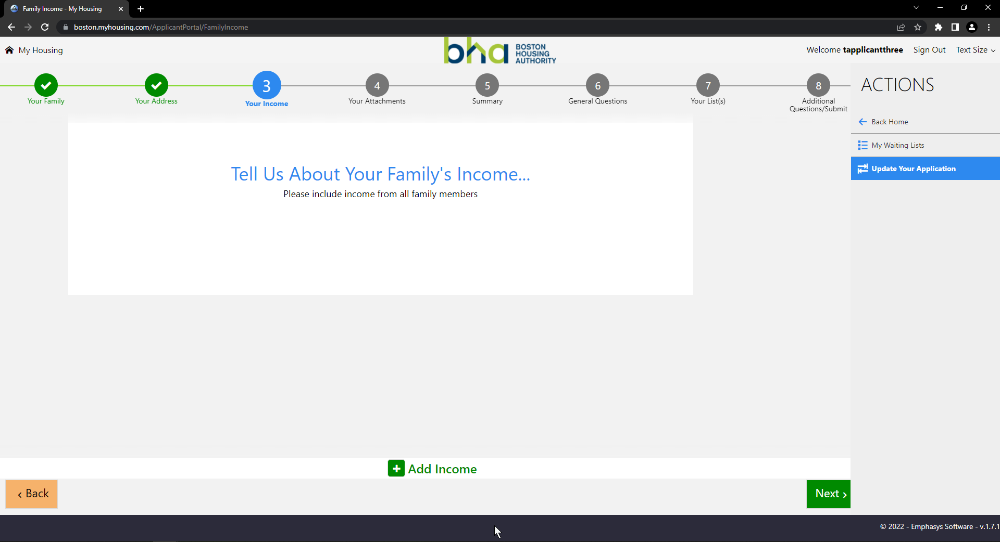 Family Income - My Housing
boston.myhousing.com/ApplicantPortal/FamilyIncome
My Housing
bha BOSTON
HOUSING
AUTHORITY
Welcome tapplicantthree Sign Out Text Size
3
4
5
6
7
8
Your Family
Your Address
Your Income
Your Attachments
Summary
General Questions
Your List(s)
Additional
Questions/Submit
ACTIONS
Back Home
My Waiting Lists
Update Your Application
Tell Us About Your Family's Income...
Please include income from all family members
+ Add Income
‹ Back
Next ›
© 2022 - Emphasys Software - v.1.7.1